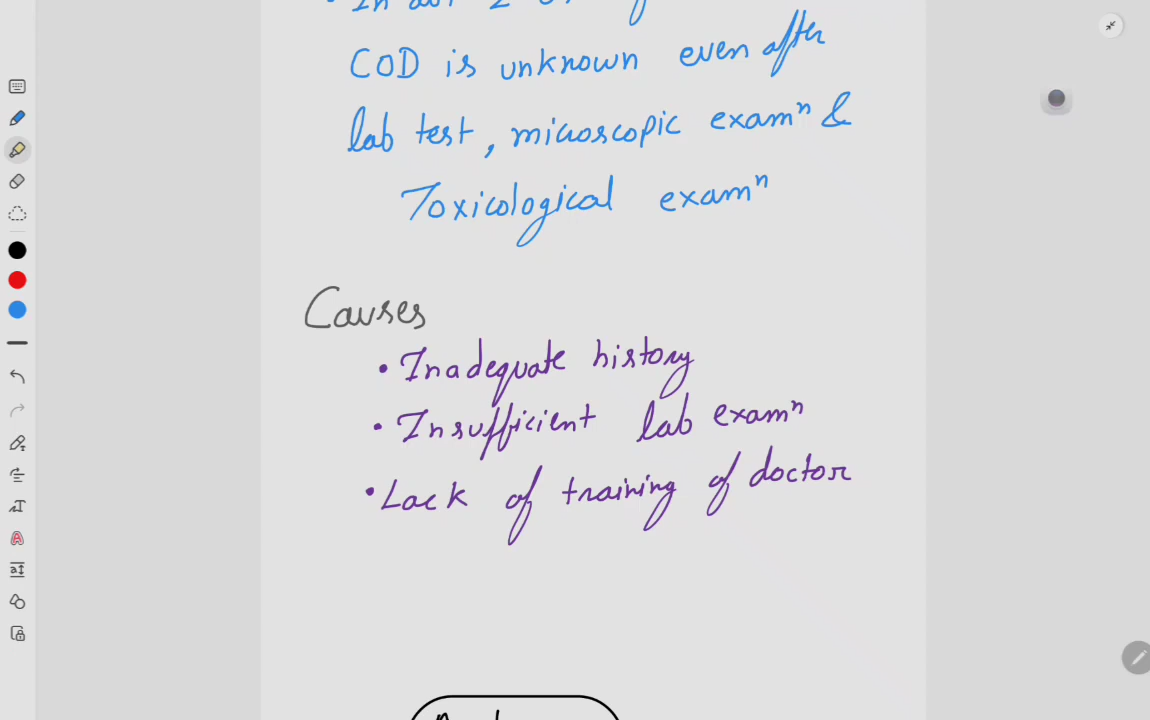 COD is unknown even after
lab test, microscopic examⁿ &
Toxicological examⁿ
Causes
• Inadequate history
• Insufficient lab examⁿ
• Lack of training of doctor